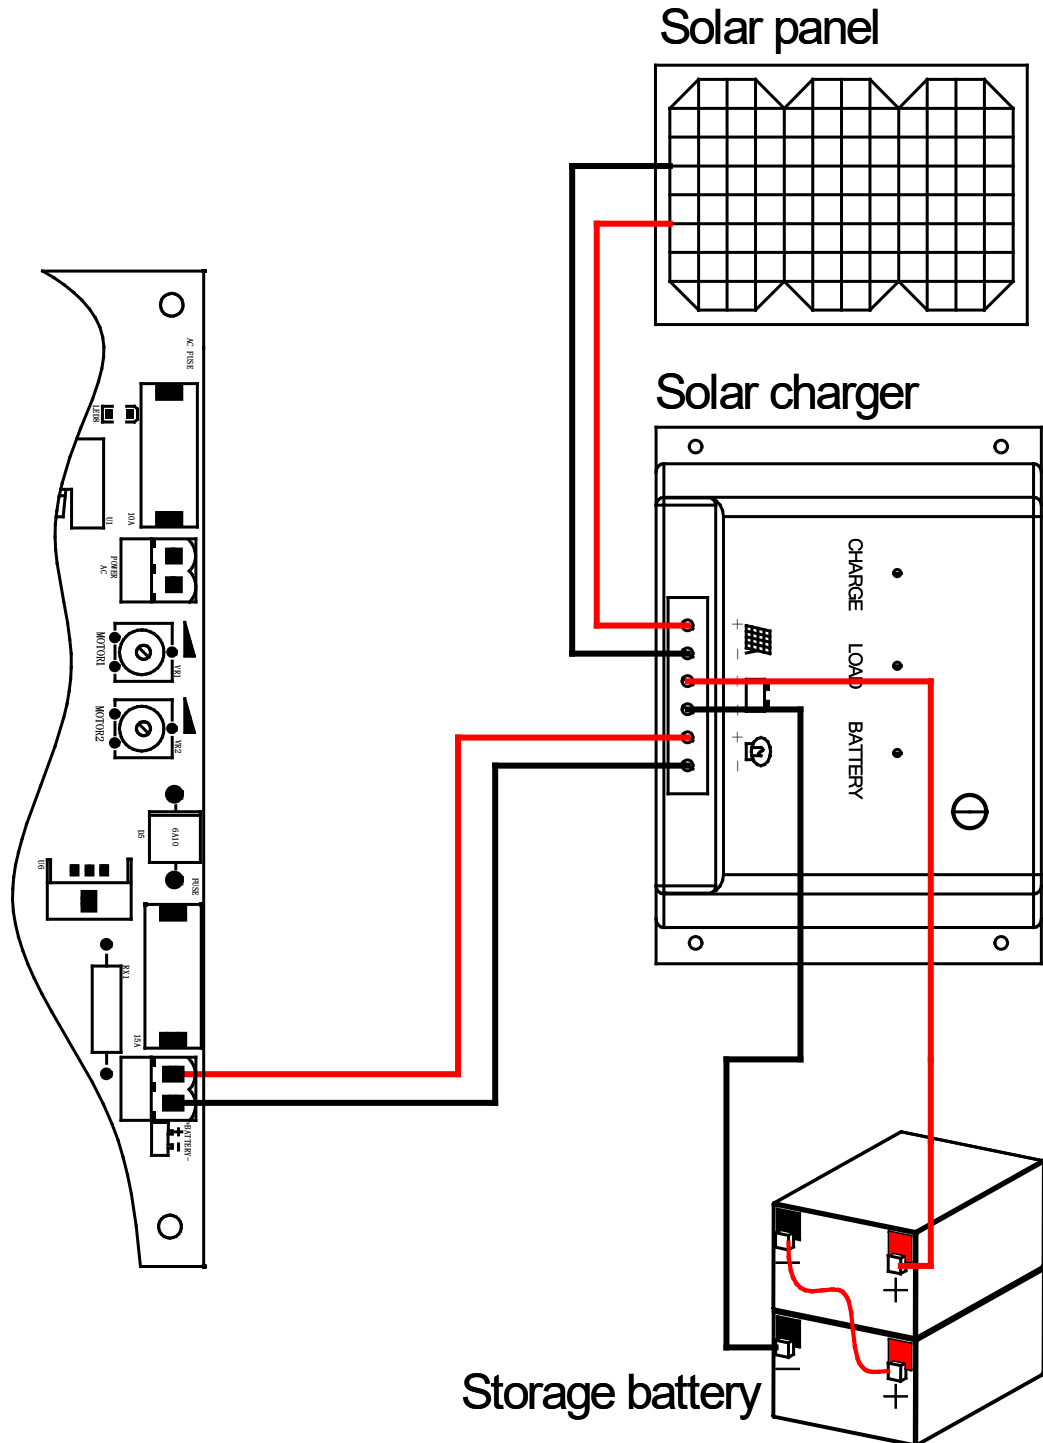 Solar panel
Solar charger
AC FUSE
LED8
10A
U1
POWER
AC
MOTOR1
VR1
MOTOR2
VR2
D5
6A10
U6
FUSE
RX1
15A
+BATTERY-
CHARGE
LOAD
BATTERY
+
-
+
-
+
-
-
+
-
+
Storage battery